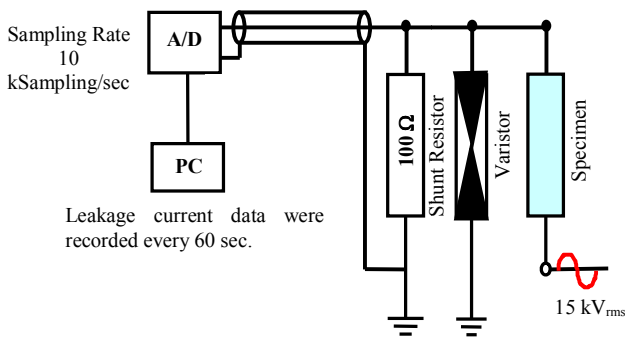 Sampling Rate
10
kSampling/sec
A/D
PC
Leakage current data were
recorded every 60 sec.
100 Ω
Shunt Resistor
Varistor
Specimen
15 kVrms